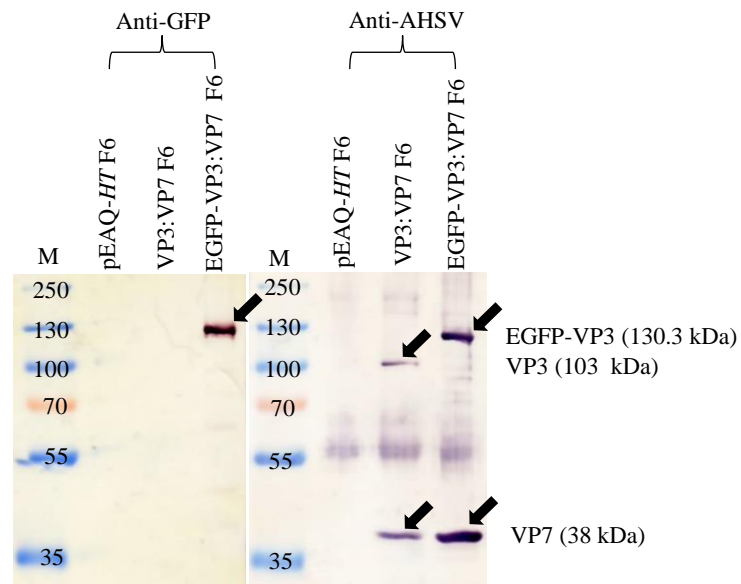 Anti-GFP
Anti-AHSV
M
pEAQ-HT F6
VP3:VP7 F6
EGFP-VP3:VP7 F6
M
pEAQ-HT F6
VP3:VP7 F6
EGFP-VP3:VP7 F6
250
130
100
70
55
35
250
130
100
70
55
35
EGFP-VP3 (130.3 kDa)
VP3 (103 kDa)
VP7 (38 kDa)